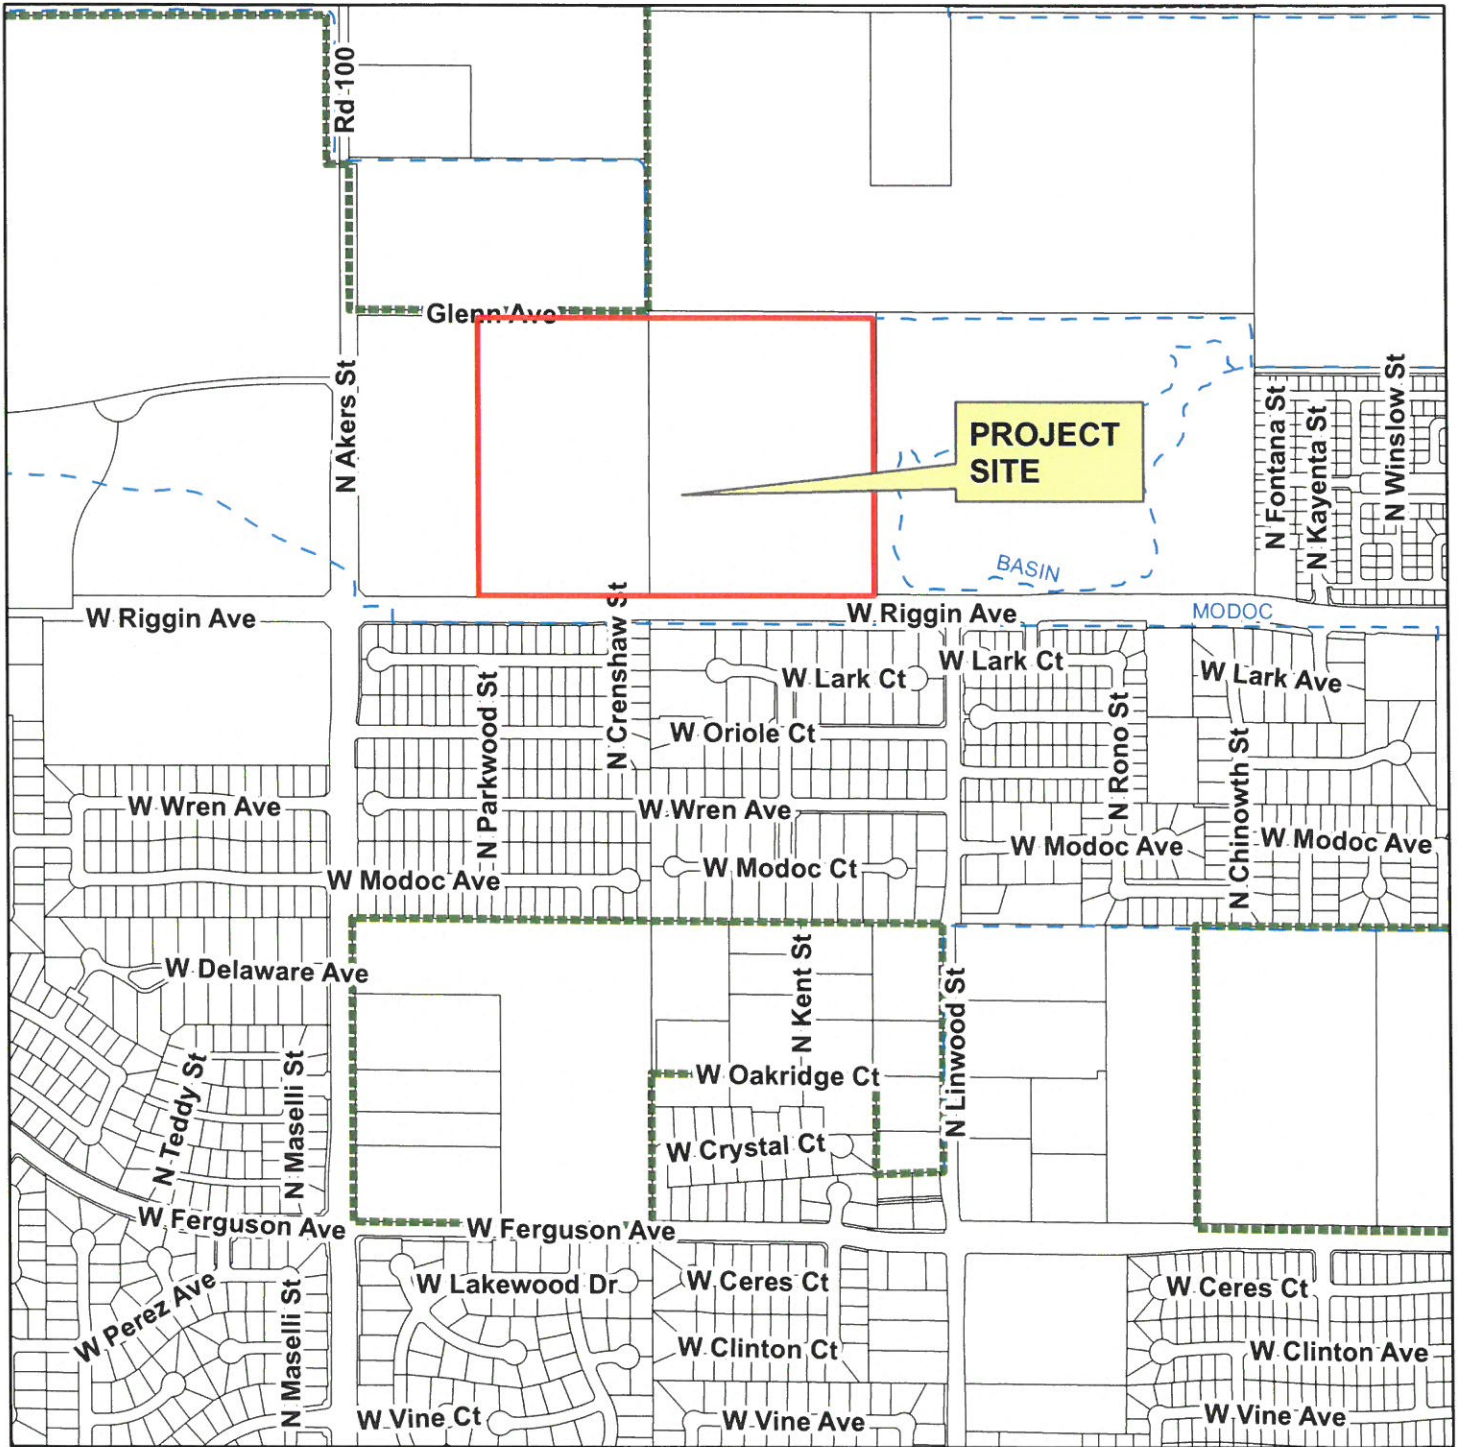 Rd 100
Glenn Ave
N Akers St
PROJECT
SITE
N Fontana St
N Kayenta St
N Winslow St
BASIN
W Riggin Ave
W Riggin Ave
MODOC
N Crenshaw St
N Parkwood St
W Lark Ct
W Lark Ct
W Lark Ave
W Oriole Ct
N Rono St
N Chinowth St
W Wren Ave
W Wren Ave
W Modoc Ave
W Modoc Ct
W Modoc Ave
W Modoc Ave
W Delaware Ave
N Kent St
N Linwood St
N Teddy St
N Maselli St
W Oakridge Ct
W Crystal Ct
W Ferguson Ave
W Ferguson Ave
W Perez Ave
N Maselli St
W Lakewood Dr
W Ceres Ct
W Ceres Ct
W Clinton Ct
W Clinton Ave
W Vine Ct
W Vine Ave
W Vine Ave